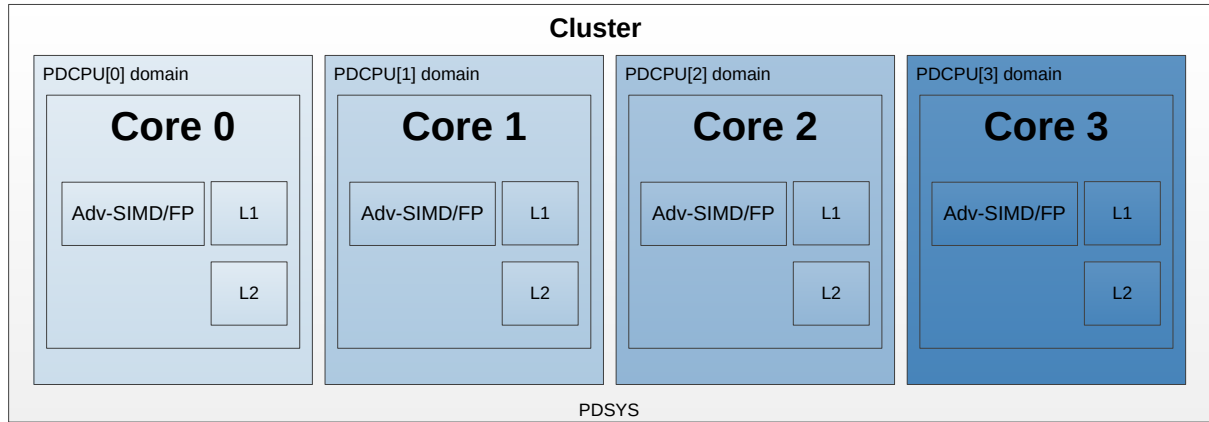 Cluster
PDCPU[0] domain
Core 0
Adv-SIMD/FP
L1
L2
PDCPU[1] domain
Core 1
Adv-SIMD/FP
L1
L2
PDCPU[2] domain
Core 2
Adv-SIMD/FP
L1
L2
PDCPU[3] domain
Core 3
Adv-SIMD/FP
L1
L2
PDSYS